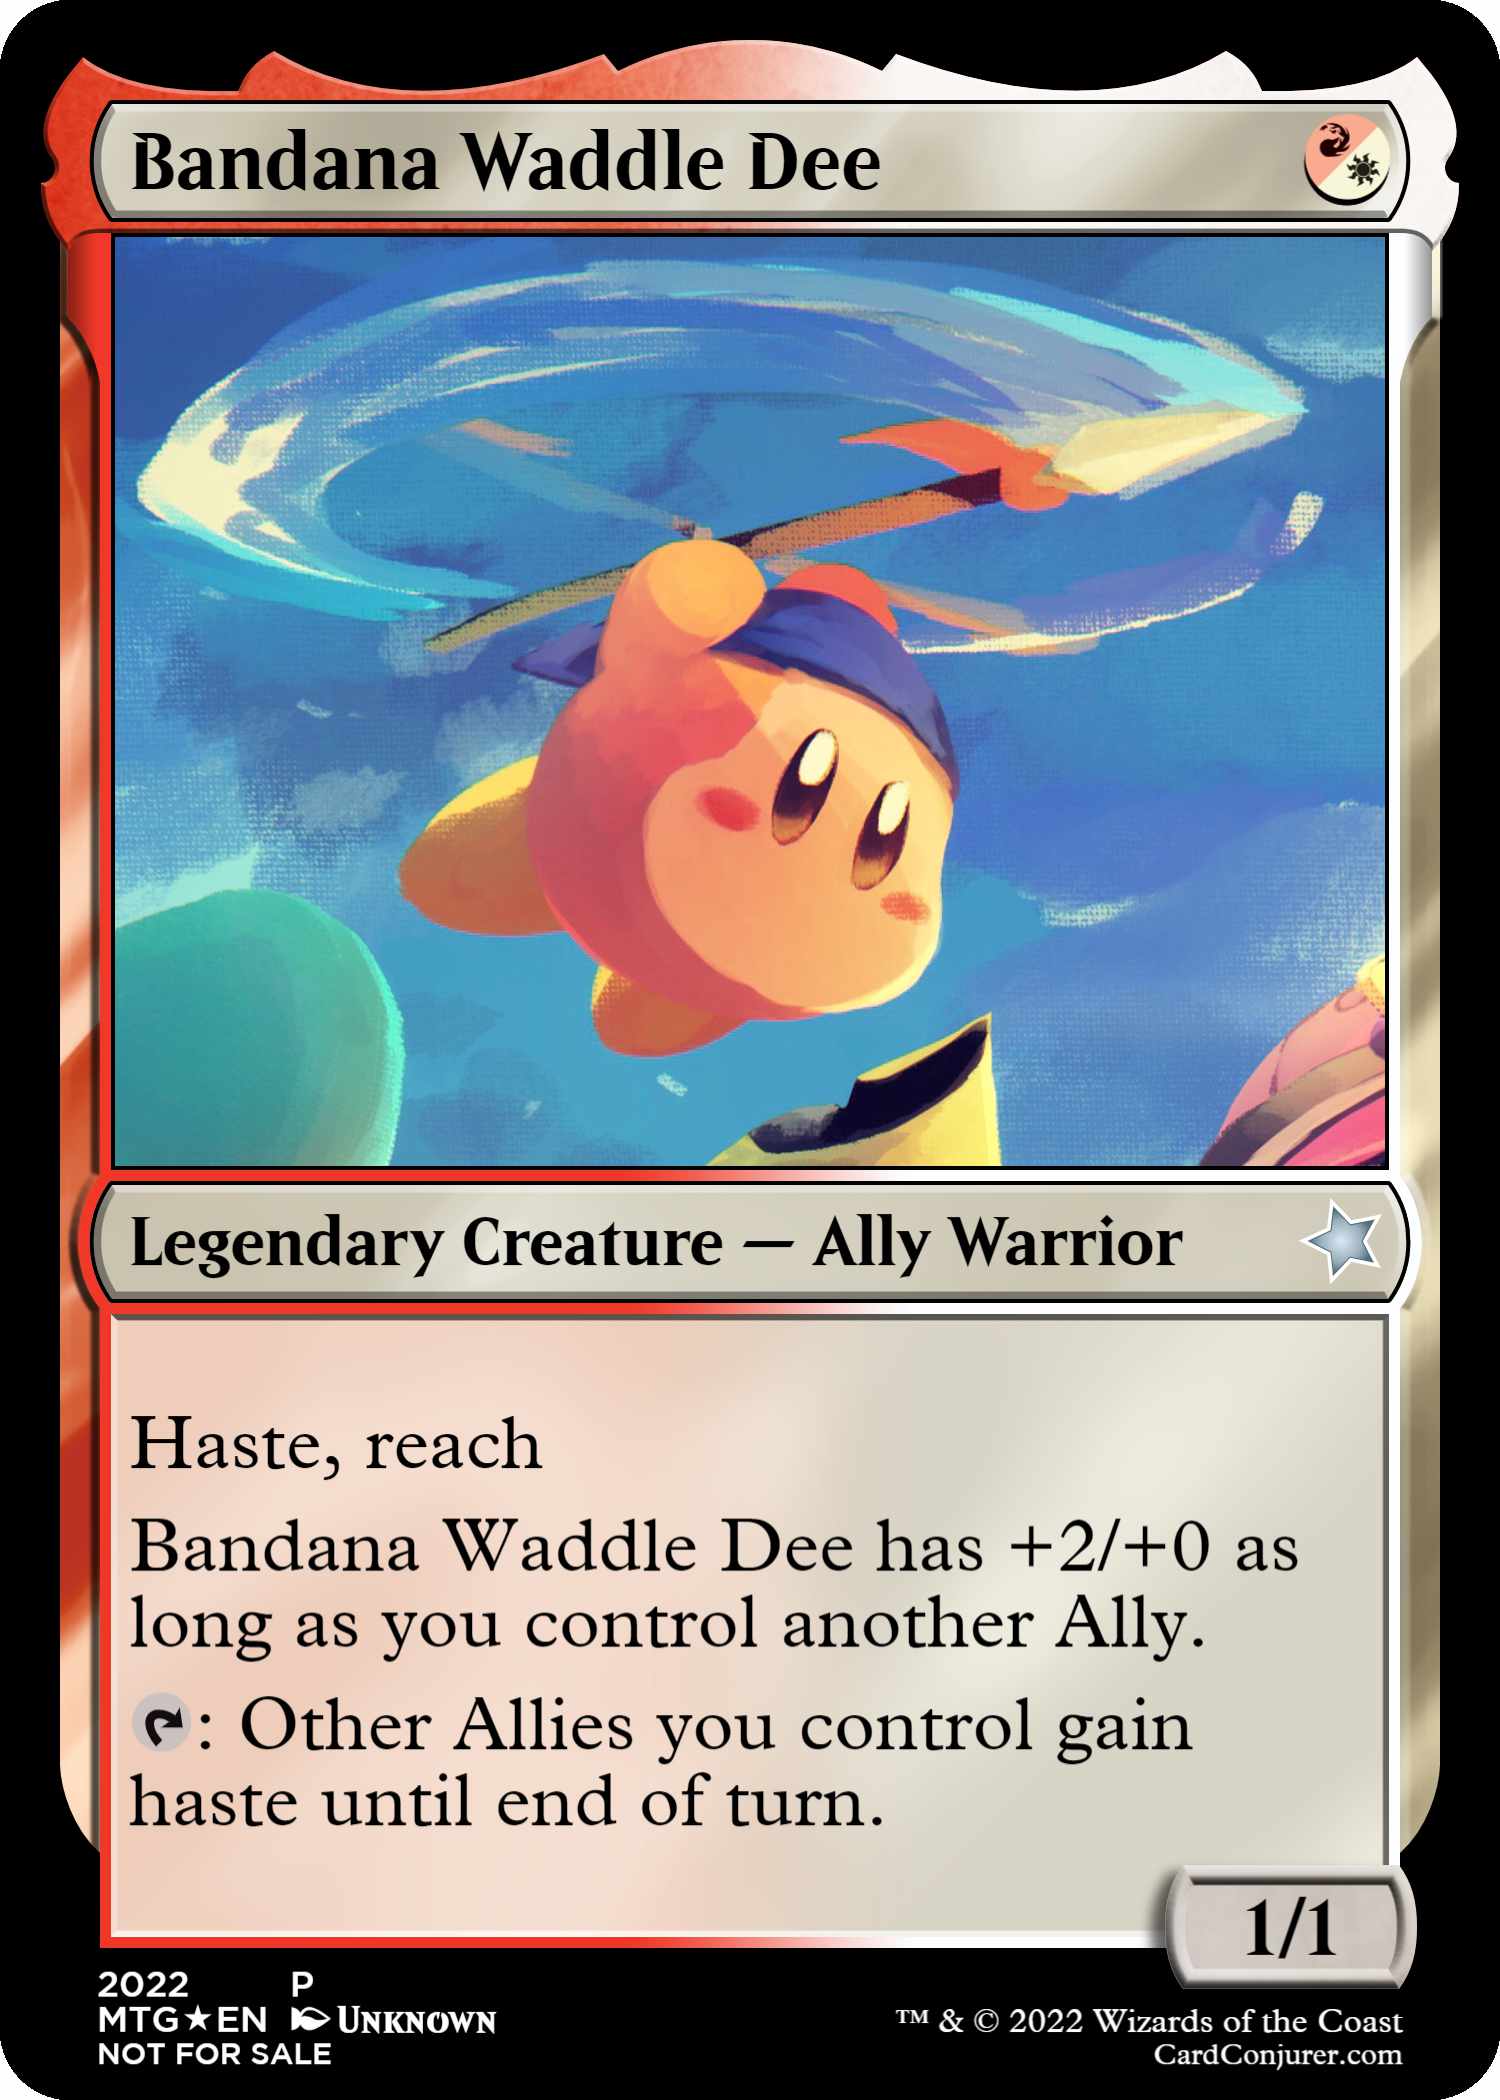 Bandana Waddle Dee
Legendary Creature — Ally Warrior
Haste, reach
Bandana Waddle Dee has +2/+0 as
long as you control another Ally.
: Other Allies you control gain
haste until end of turn.
1/1
2022 P
MTG★EN Unknown
NOT FOR SALE
™ & © 2022 Wizards of the Coast
CardConjurer.com